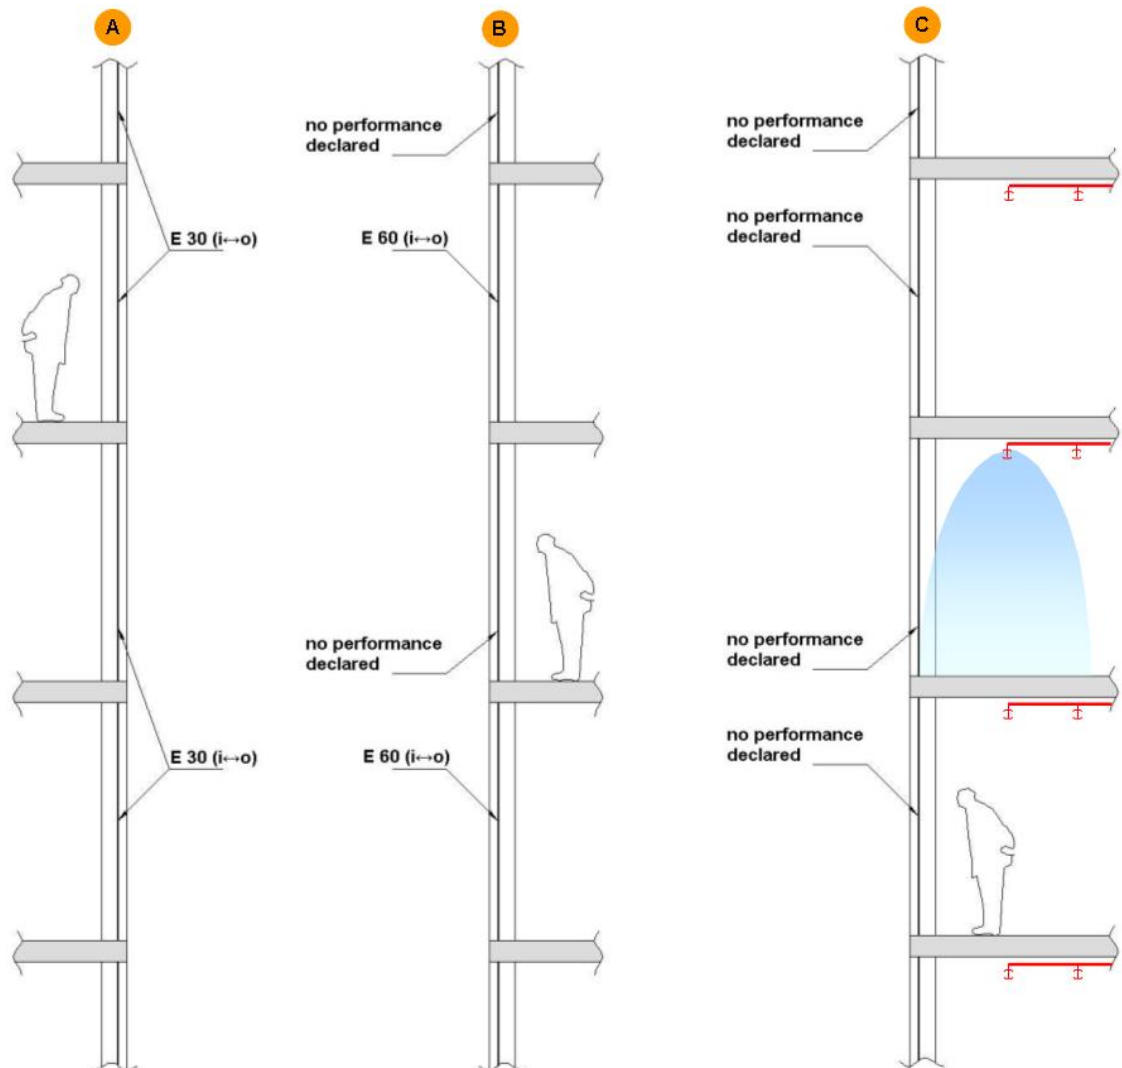 A
B
C
no performance
declared
no performance
declared
E 30 (i↔o)
E 60 (i↔o)
no performance
declared
no performance
declared
no performance
declared
E 30 (i↔o)
E 60 (i↔o)
no performance
declared